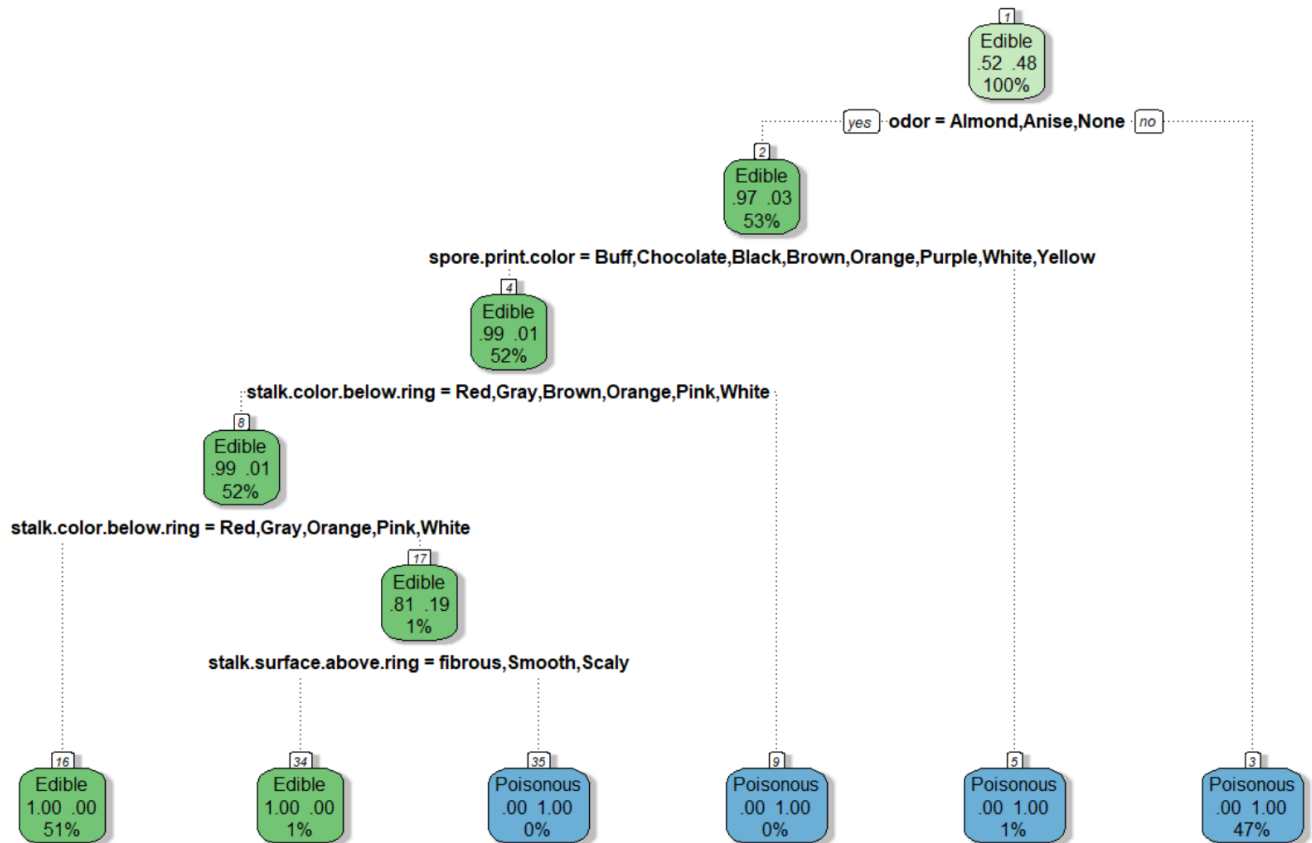 1
Edible
.52 .48
100%
yes odor = Almond,Anise,None no
2
Edible
.97 .03
53%
spore.print.color = Buff,Chocolate,Black,Brown,Orange,Purple,White,Yellow
4
Edible
.99 .01
52%
stalk.color.below.ring = Red,Gray,Brown,Orange,Pink,White
8
Edible
.99 .01
52%
stalk.color.below.ring = Red,Gray,Orange,Pink,White
17
Edible
.81 .19
1%
stalk.surface.above.ring = fibrous,Smooth,Scaly
16
Edible
1.00 .00
51%
34
Edible
1.00 .00
1%
35
Poisonous
.00 1.00
0%
9
Poisonous
.00 1.00
0%
5
Poisonous
.00 1.00
1%
3
Poisonous
.00 1.00
47%